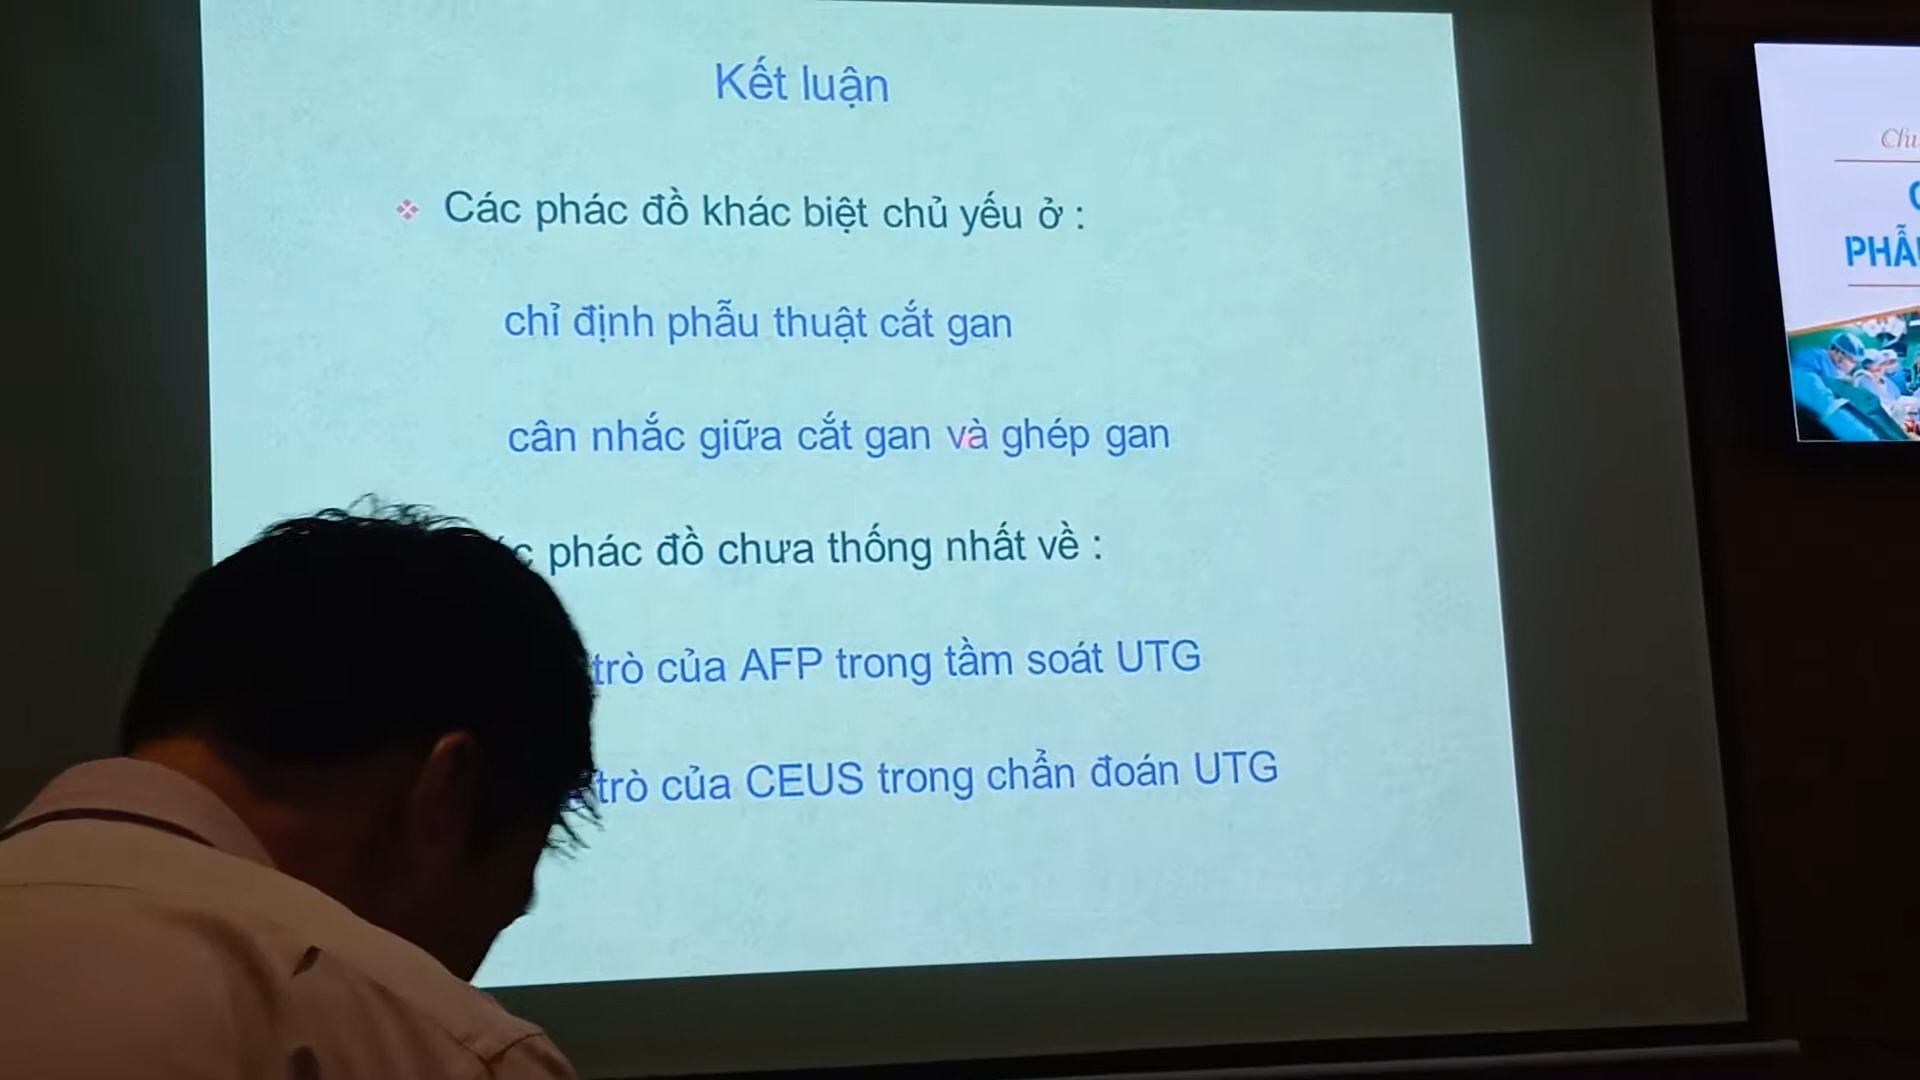 Kết luận
Các phác đồ khác biệt chủ yếu ở :
chỉ định phẫu thuật cắt gan
cân nhắc giữa cắt gan và ghép gan
phác đồ chưa thống nhất về :
trò của AFP trong tầm soát UTG
trò của CEUS trong chẩn đoán UTG